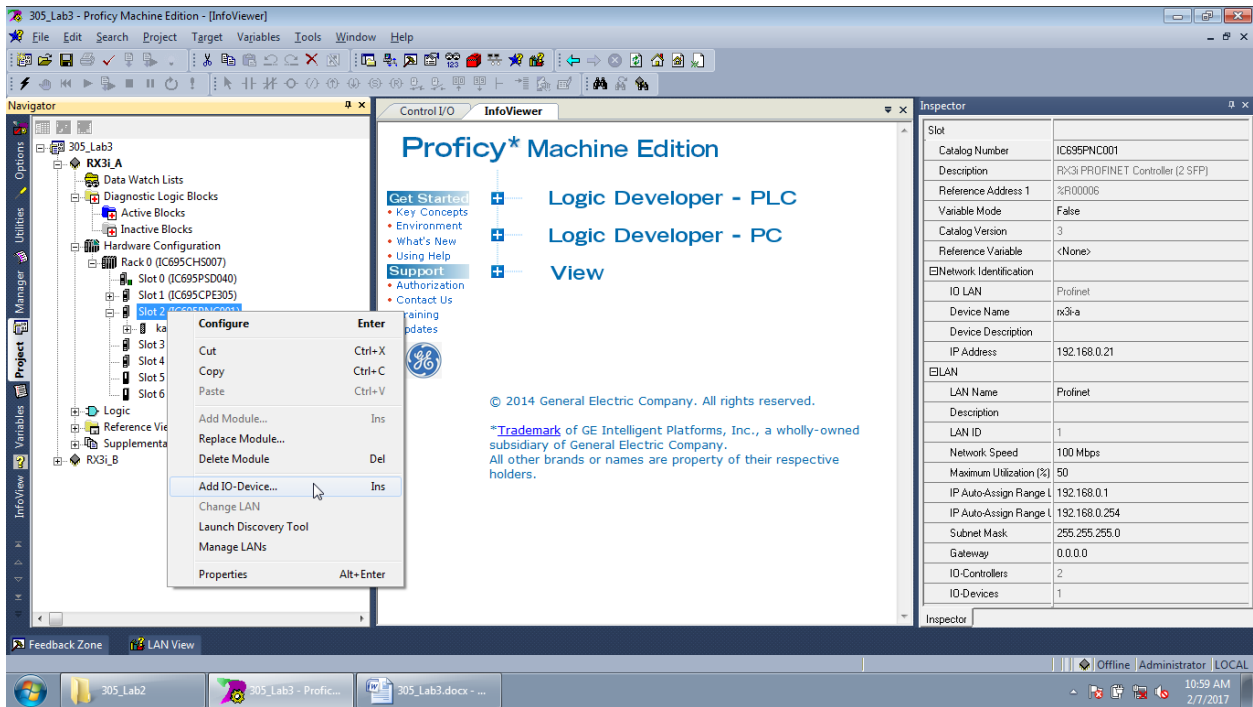 305_Lab3 - Proficy Machine Edition - [InfoViewer]
File Edit Search Project Target Variables Tools Window Help
Navigator
305_Lab3
RX3i_A
Data Watch Lists
Diagnostic Logic Blocks
Active Blocks
Inactive Blocks
Hardware Configuration
Rack 0 (IC695CHS007)
Slot 0 (IC695PSD040)
Slot 1 (IC695CPE305)
Slot 2 (IC695PNC001)
ka
Slot 3
Slot 4
Slot 5
Slot 6
Logic
Reference Vie
Supplementa
RX3i_B
Options
Utilities
Manager
Project
Variables
InfoView
Configure Enter
Cut Ctrl+X
Copy Ctrl+C
Paste Ctrl+V
Add Module... Ins
Replace Module...
Delete Module Del
Add IO-Device... Ins
Change LAN
Launch Discovery Tool
Manage LANs
Properties Alt+Enter
Control I/O InfoViewer
Proficy* Machine Edition
Get Started
Key Concepts
Environment
What's New
Using Help
Support
Authorization
Contact Us
raining
pdates
Logic Developer - PLC
Logic Developer - PC
View
© 2014 General Electric Company. All rights reserved.
*Trademark of GE Intelligent Platforms, Inc., a wholly-owned
subsidiary of General Electric Company.
All other brands or names are property of their respective
holders.
Inspector
Slot
Catalog Number IC695PNC001
Description RX3i PROFINET Controller (2 SFP)
Reference Address 1 %R00006
Variable Mode False
Catalog Version 3
Reference Variable <None>
Network Identification
IO LAN Profinet
Device Name rx3i-a
Device Description
IP Address 192.168.0.21
LAN
LAN Name Profinet
Description
LAN ID 1
Network Speed 100 Mbps
Maximum Utilization (%) 50
IP Auto-Assign Range L 192.168.0.1
IP Auto-Assign Range U 192.168.0.254
Subnet Mask 255.255.255.0
Gateway 0.0.0.0
IO-Controllers 2
IO-Devices 1
Inspector
Feedback Zone LAN View
Offline Administrator LOCAL
305_Lab2 305_Lab3 - Profic... 305_Lab3.docx - ...
10:59 AM
2/7/2017